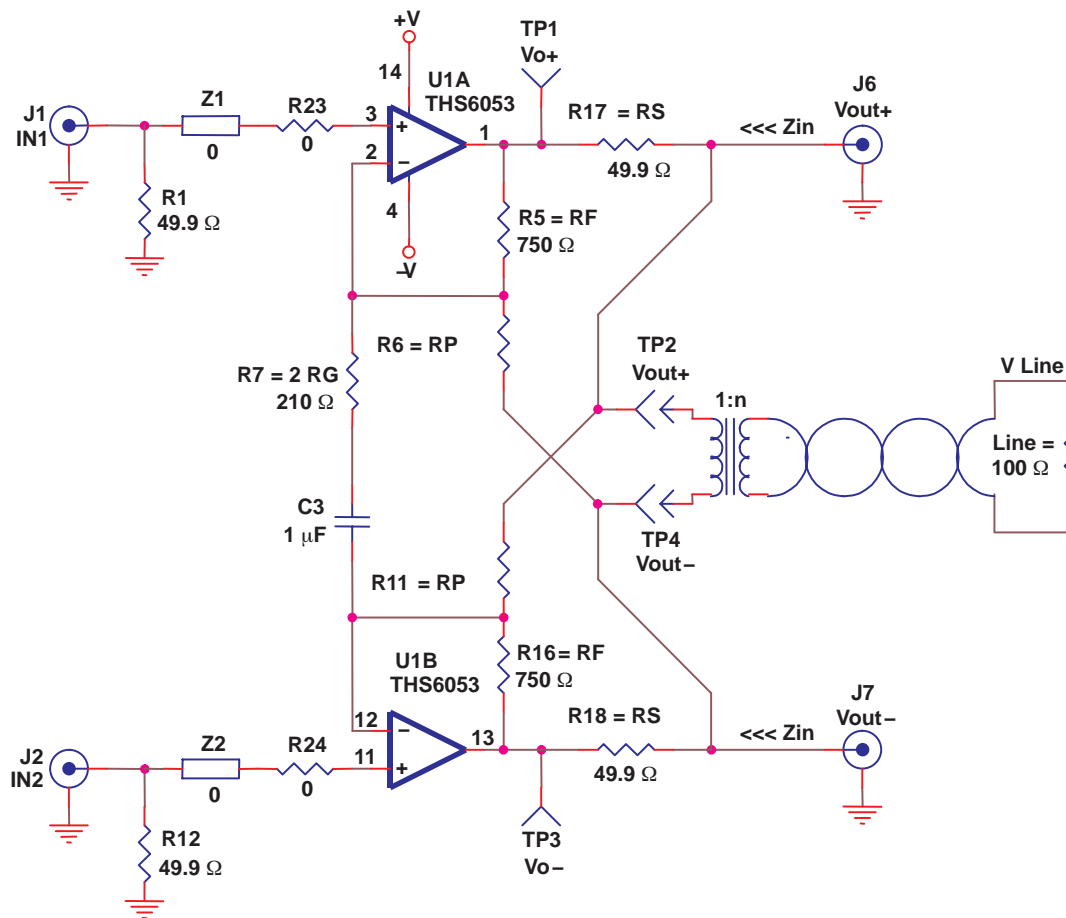 +V
TP1
Vo+
14
U1A
THS6053
J1
IN1
Z1
0
R23
0
3
+
2
−
1
4
−V
R17 = RS
49.9 Ω
<<< Zin
J6
Vout+
R1
49.9 Ω
R5 = RF
750 Ω
R6 = RP
R7 = 2 RG
210 Ω
TP2
Vout+
1:n
V Line
Line =
100 Ω
C3
1 μF
TP4
Vout−
R11 = RP
U1B
THS6053
R16 = RF
750 Ω
12
−
11
+
13
R18 = RS
49.9 Ω
<<< Zin
J7
Vout−
J2
IN2
Z2
0
R24
0
R12
49.9 Ω
TP3
Vo−